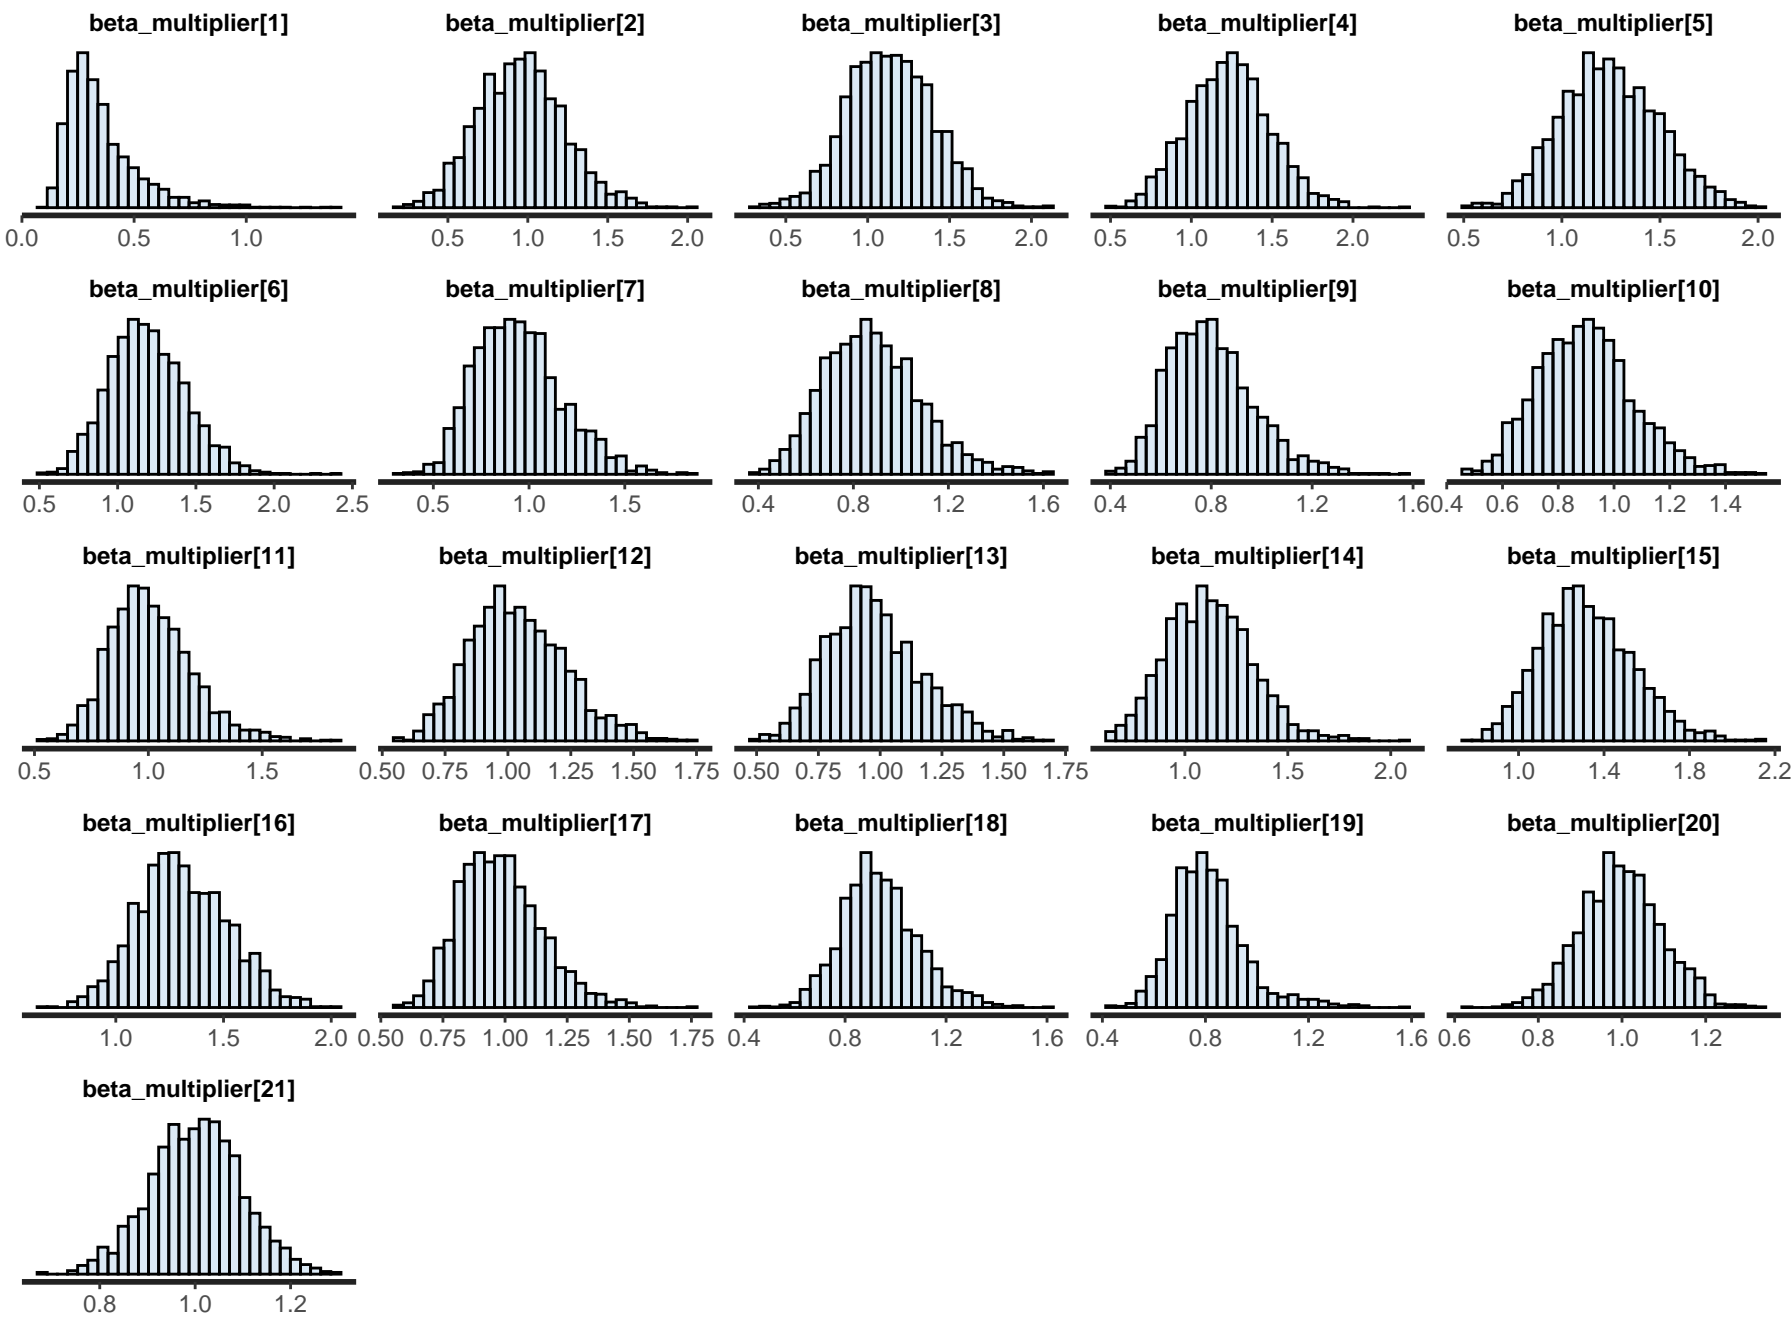 beta_multiplier[1] beta_multiplier[2] beta_multiplier[3] beta_multiplier[4] beta_multiplier[5]
0.0 0.5 1.0 0.5 1.0 1.5 2.0 0.5 1.0 1.5 2.0 0.5 1.0 1.5 2.0 0.5 1.0 1.5 2.0
beta_multiplier[6] beta_multiplier[7] beta_multiplier[8] beta_multiplier[9] beta_multiplier[10]
0.5 1.0 1.5 2.0 2.5 0.5 1.0 1.5 0.4 0.8 1.2 1.6 0.4 0.8 1.2 1.6 0.4 0.6 0.8 1.0 1.2 1.4
beta_multiplier[11] beta_multiplier[12] beta_multiplier[13] beta_multiplier[14] beta_multiplier[15]
0.5 1.0 1.5 0.50 0.75 1.00 1.25 1.50 1.75 0.50 0.75 1.00 1.25 1.50 1.75 1.0 1.5 2.0 1.0 1.4 1.8 2.2
beta_multiplier[16] beta_multiplier[17] beta_multiplier[18] beta_multiplier[19] beta_multiplier[20]
1.0 1.5 2.0 0.50 0.75 1.00 1.25 1.50 1.75 0.4 0.8 1.2 1.6 0.4 0.8 1.2 1.6 0.6 0.8 1.0 1.2
beta_multiplier[21]
0.8 1.0 1.2